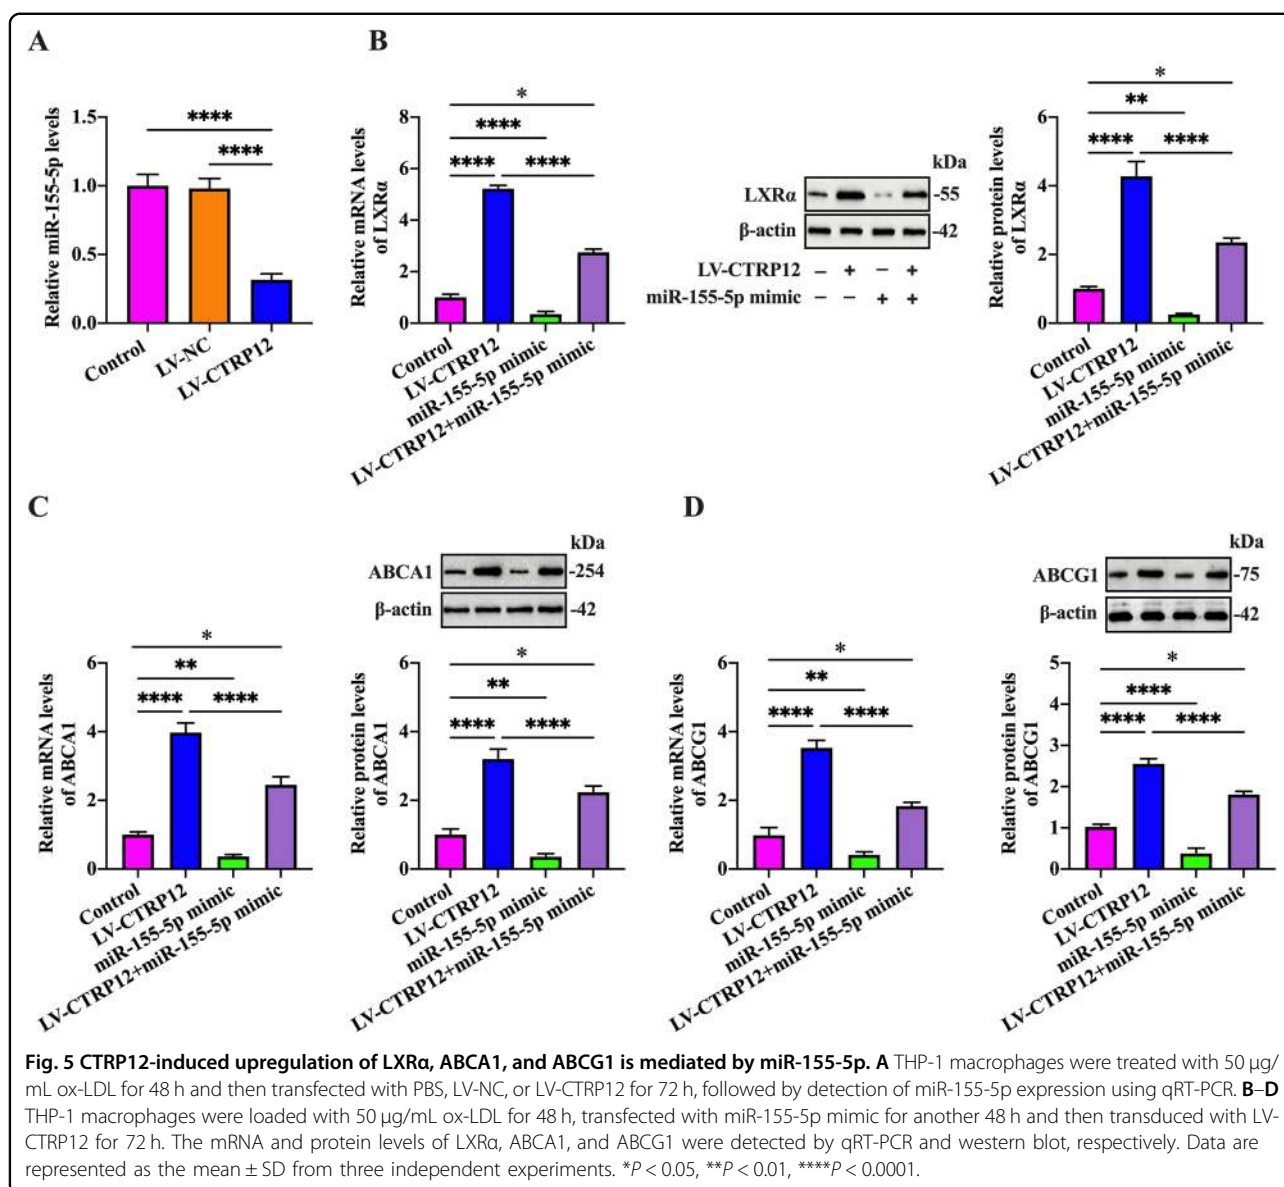 A
Relative miR-155-5p levels
1.5
1.0
0.5
0.0
****
****
Control
LV-NC
LV-CTRP12
B
Relative mRNA levels
of LXRα
8
6
4
2
0
*
****
****
****
Control
LV-CTRP12
miR-155-5p mimic
LV-CTRP12+miR-155-5p mimic
kDa
LXRα
-55
β-actin
-42
LV-CTRP12 – + – +
miR-155-5p mimic – – + +
Relative protein levels
of LXRα
6
4
2
0
*
**
****
****
Control
LV-CTRP12
miR-155-5p mimic
LV-CTRP12+miR-155-5p mimic
C
Relative mRNA levels
of ABCA1
6
4
2
0
*
**
****
****
Control
LV-CTRP12
miR-155-5p mimic
LV-CTRP12+miR-155-5p mimic
kDa
ABCA1
-254
β-actin
-42
Relative protein levels
of ABCA1
6
4
2
0
*
**
****
****
Control
LV-CTRP12
miR-155-5p mimic
LV-CTRP12+miR-155-5p mimic
D
Relative mRNA levels
of ABCG1
6
4
2
0
*
**
****
****
Control
LV-CTRP12
miR-155-5p mimic
LV-CTRP12+miR-155-5p mimic
kDa
ABCG1
-75
β-actin
-42
Relative protein levels
of ABCG1
5
4
3
2
1
0
*
****
****
****
Control
LV-CTRP12
miR-155-5p mimic
LV-CTRP12+miR-155-5p mimic
Fig. 5 CTRP12-induced upregulation of LXRα, ABCA1, and ABCG1 is mediated by miR-155-5p. A THP-1 macrophages were treated with 50 μg/
mL ox-LDL for 48 h and then transfected with PBS, LV-NC, or LV-CTRP12 for 72 h, followed by detection of miR-155-5p expression using qRT-PCR. B–D
THP-1 macrophages were loaded with 50 μg/mL ox-LDL for 48 h, transfected with miR-155-5p mimic for another 48 h and then transduced with LV-
CTRP12 for 72 h. The mRNA and protein levels of LXRα, ABCA1, and ABCG1 were detected by qRT-PCR and western blot, respectively. Data are
represented as the mean ± SD from three independent experiments. *P < 0.05, **P < 0.01, ****P < 0.0001.